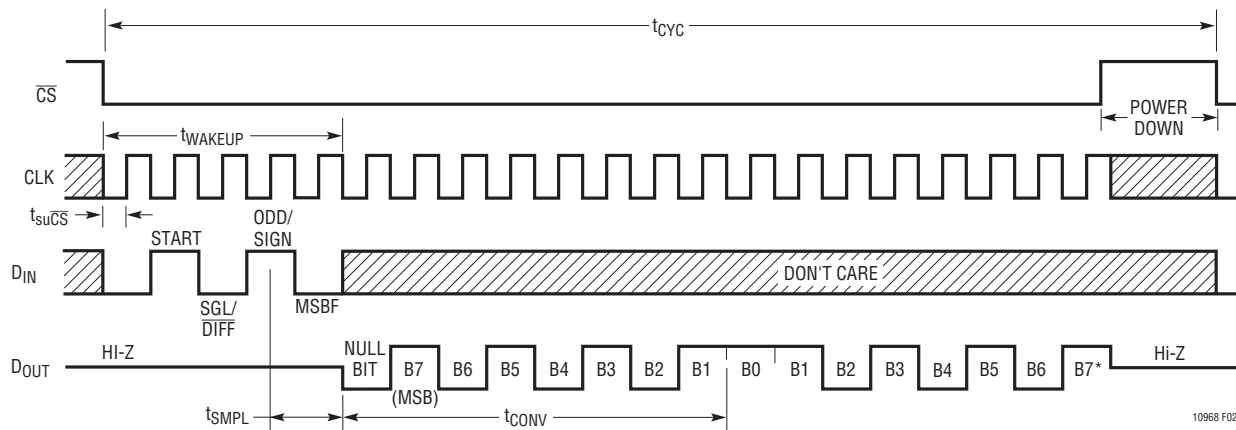 tCYC
CS
POWER
DOWN
tWAKEUP
CLK
tsuCS
ODD/
SIGN
START
DIN
DON'T CARE
SGL/
DIFF
MSBF
HI-Z
NULL
BIT
B7
B6
B5
B4
B3
B2
B1
B0
B1
B2
B3
B4
B5
B6
B7*
Hi-Z
DOUT
(MSB)
tSMPL
tCONV
10968 F02